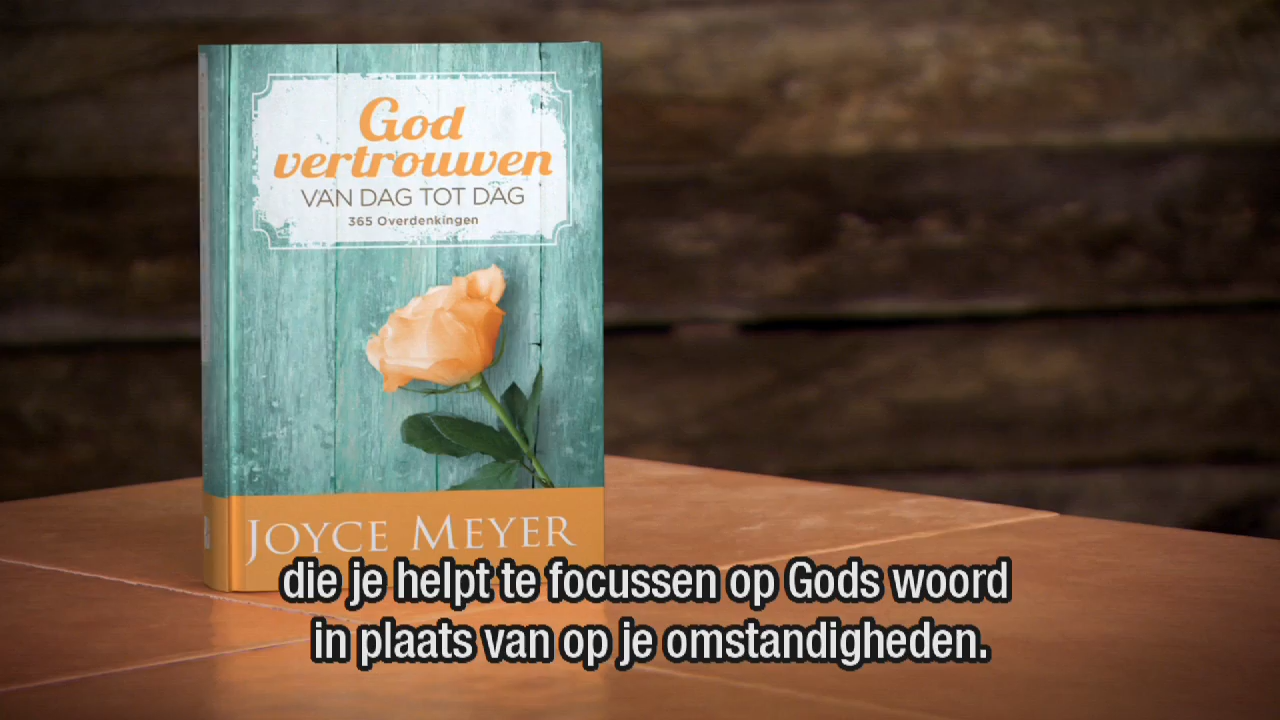 God
vertrouwen
VAN DAG TOT DAG
365 Overdenkingen
JOYCE MEYER
die je helpt te focussen op Gods woord
in plaats van op je omstandigheden.